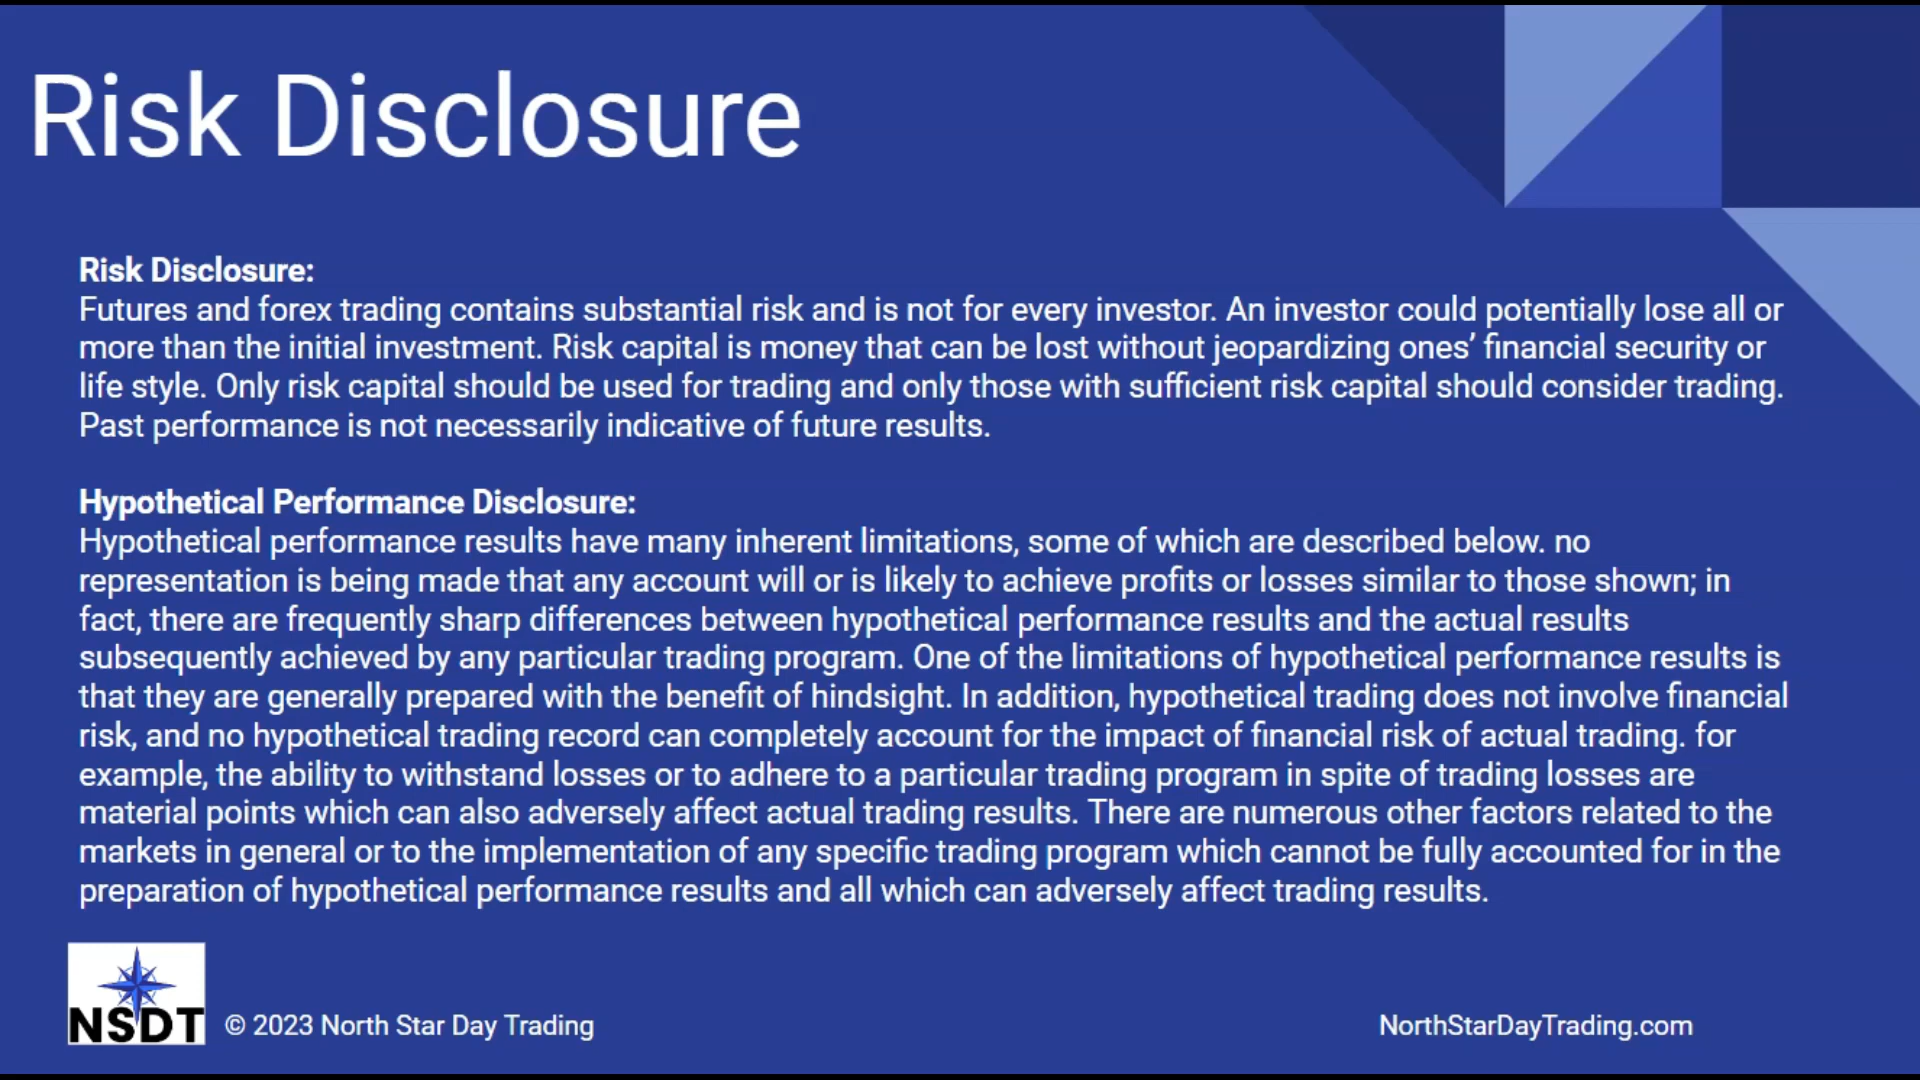 Risk Disclosure
Risk Disclosure:
Futures and forex trading contains substantial risk and is not for every investor. An investor could potentially lose all or
more than the initial investment. Risk capital is money that can be lost without jeopardizing ones’ financial security or
life style. Only risk capital should be used for trading and only those with sufficient risk capital should consider trading.
Past performance is not necessarily indicative of future results.
Hypothetical Performance Disclosure:
Hypothetical performance results have many inherent limitations, some of which are described below. no
representation is being made that any account will or is likely to achieve profits or losses similar to those shown; in
fact, there are frequently sharp differences between hypothetical performance results and the actual results
subsequently achieved by any particular trading program. One of the limitations of hypothetical performance results is
that they are generally prepared with the benefit of hindsight. In addition, hypothetical trading does not involve financial
risk, and no hypothetical trading record can completely account for the impact of financial risk of actual trading. for
example, the ability to withstand losses or to adhere to a particular trading program in spite of trading losses are
material points which can also adversely affect actual trading results. There are numerous other factors related to the
markets in general or to the implementation of any specific trading program which cannot be fully accounted for in the
preparation of hypothetical performance results and all which can adversely affect trading results.
NSDT
© 2023 North Star Day Trading
NorthStarDayTrading.com